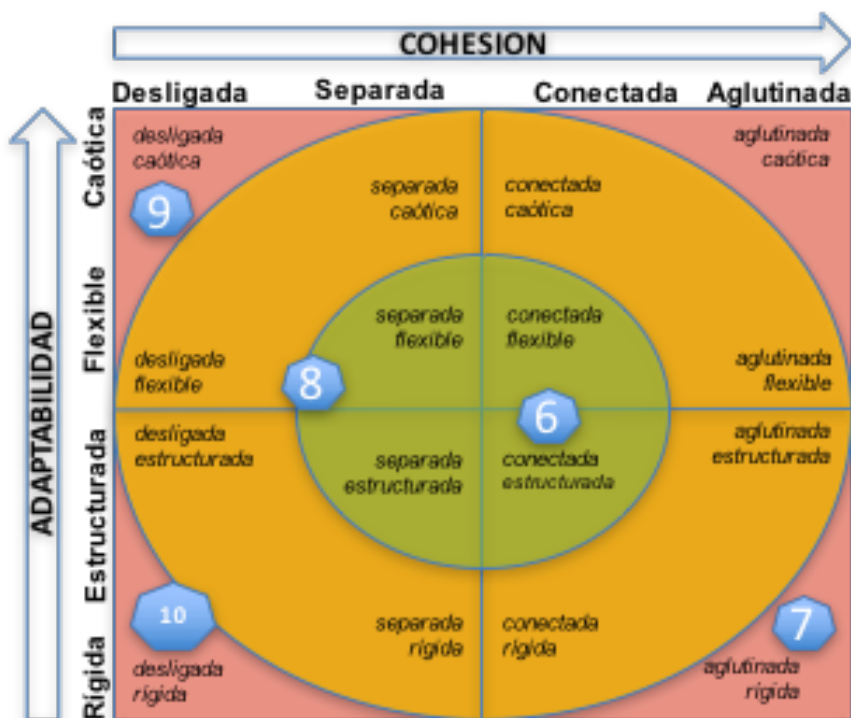 COHESION
Desligada Separada Conectada Aglutinada
ADAPTABILIDAD
Caótica
Flexible
Estructurada
Rígida
desligada
caótica
aglutinada
caótica
separada
caótica
conectada
caótica
9
separada
flexible
conectada
flexible
desligada
flexible
aglutinada
flexible
8
6
desligada
estructurada
aglutinada
estructurada
separada
estructurada
conectada
estructurada
10
7
separada
rígida
conectada
rígida
desligada
rígida
aglutinada
rígida